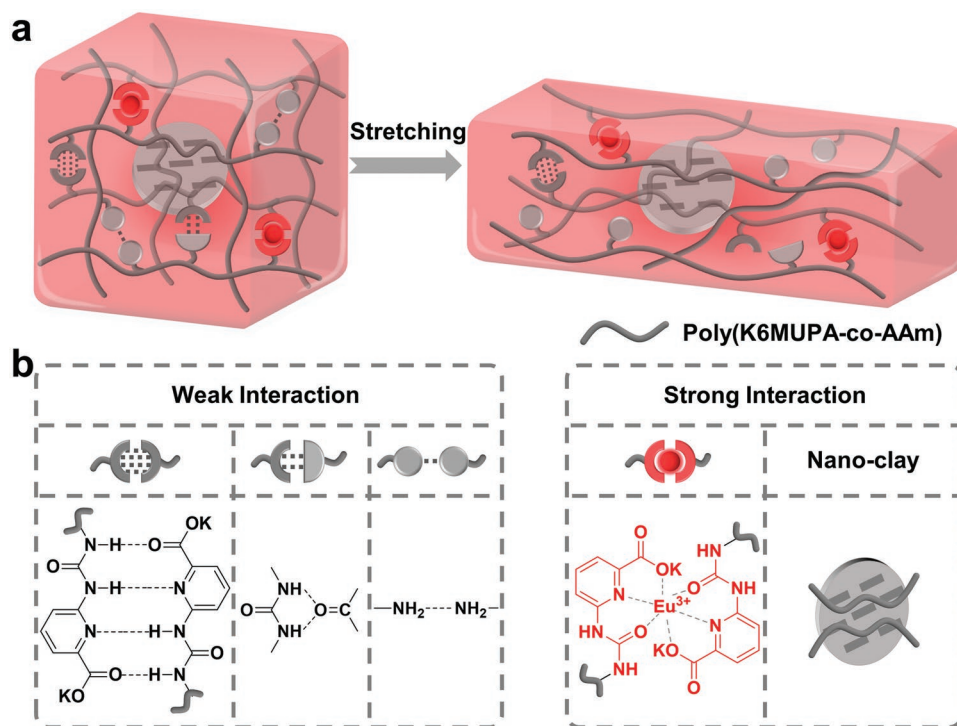 a
Stretching
Poly(K6MUPA-co-AAm)
b
Weak Interaction
Strong Interaction
Nano-clay
N-H O OK
O
N-H N
N H-N
O
O H-N
KO
O
NH
NH
O C
NH₂ NH₂
O
OK
HN
O
NH
N
Eu³⁺
N
NH
O
KO
NH
O